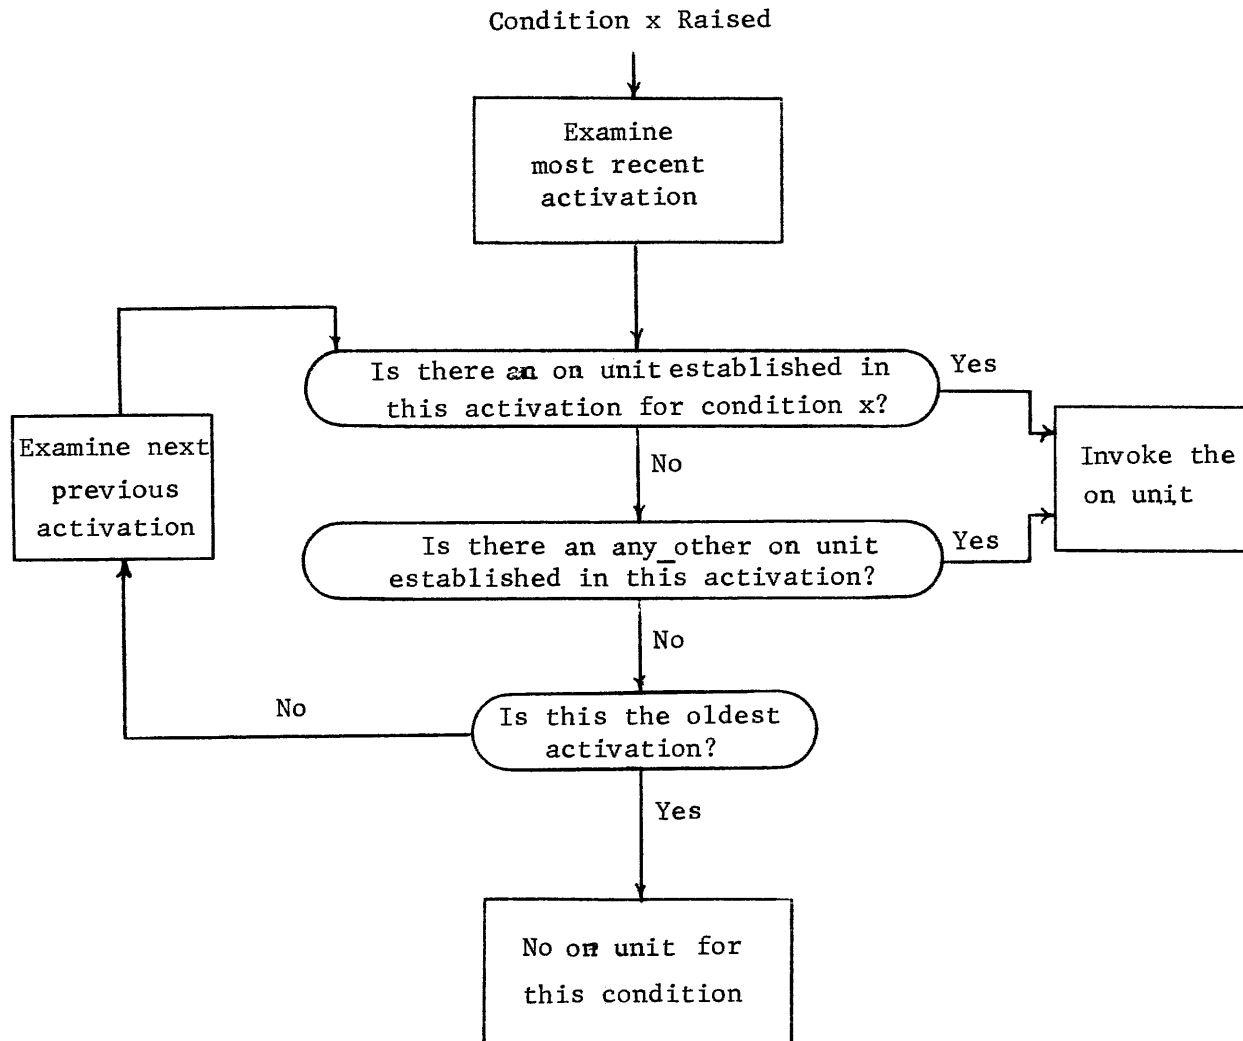 Condition x Raised
Examine
most recent
activation
Is there an on unit established in
this activation for condition x?
Yes
Invoke the
on unit
Examine next
previous
activation
No
Is there an any_other on unit
established in this activation?
Yes
No
Is this the oldest
activation?
No
Yes
No on unit for
this condition